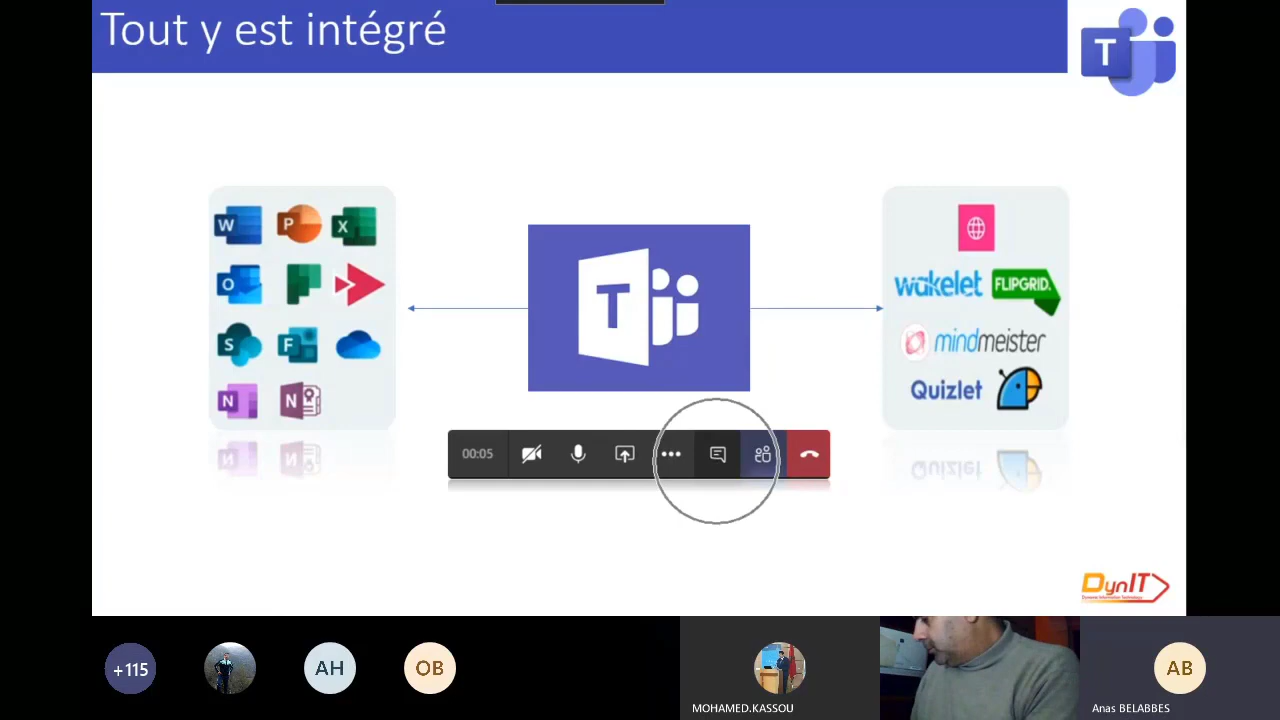 Tout y est intégré
T
W P X
O
S F
N N
T
wakelet FLIPGRID.
mindmeister
Quizlet
00:05
DynIT
+115
AH
OB
MOHAMED.KASSOU
AB
Anas BELABBES